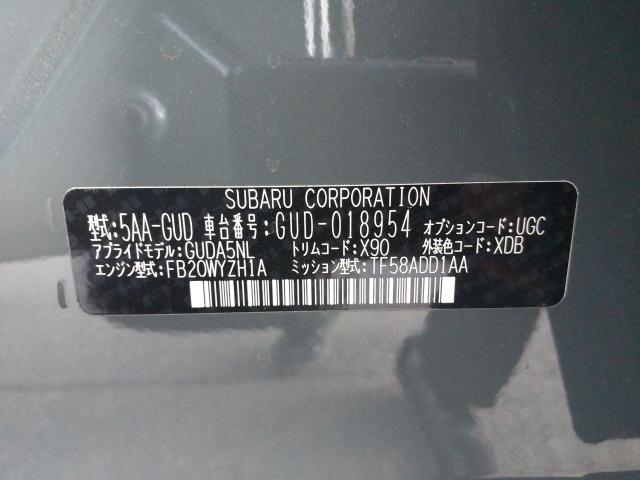 SUBARU CORPORATION
型式:5AA-GUD 車台番号:GUD-018954 オプションコード:UGC
アプライドモデル:GUDA5NL トリムコード:X90 外装色コード:XDB
エンジン型式:FB20WYZH1A ミッション型式:TF58ADD1AA